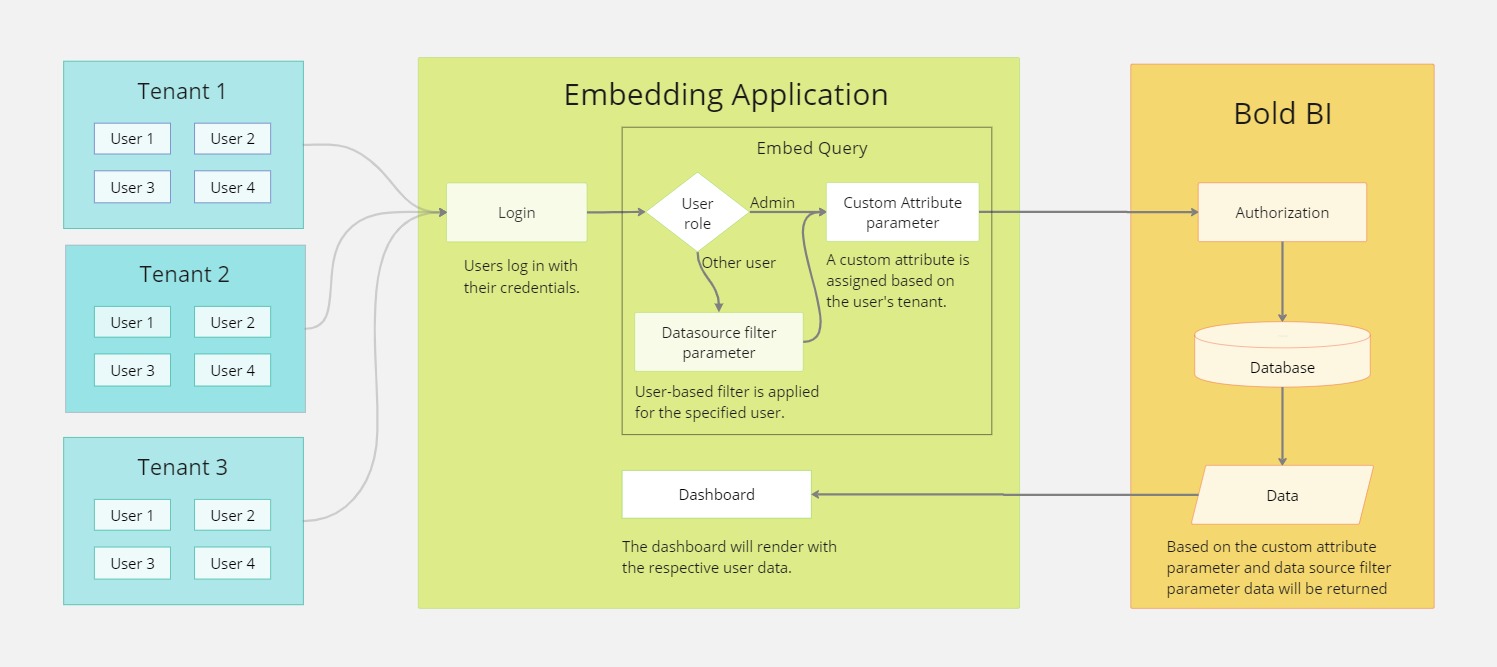 Tenant 1
User 1
User 2
User 3
User 4
Tenant 2
User 1
User 2
User 3
User 4
Tenant 3
User 1
User 2
User 3
User 4
Embedding Application
Login
Users log in with
their credentials.
Embed Query
User
role
Admin
Other user
Custom Attribute
parameter
A custom attribute is
assigned based on
the user's tenant.
Datasource filter
parameter
User-based filter is applied
for the specified user.
Dashboard
The dashboard will render with
the respective user data.
Bold BI
Authorization
Database
Data
Based on the custom attribute
parameter and data source filter
parameter data will be returned